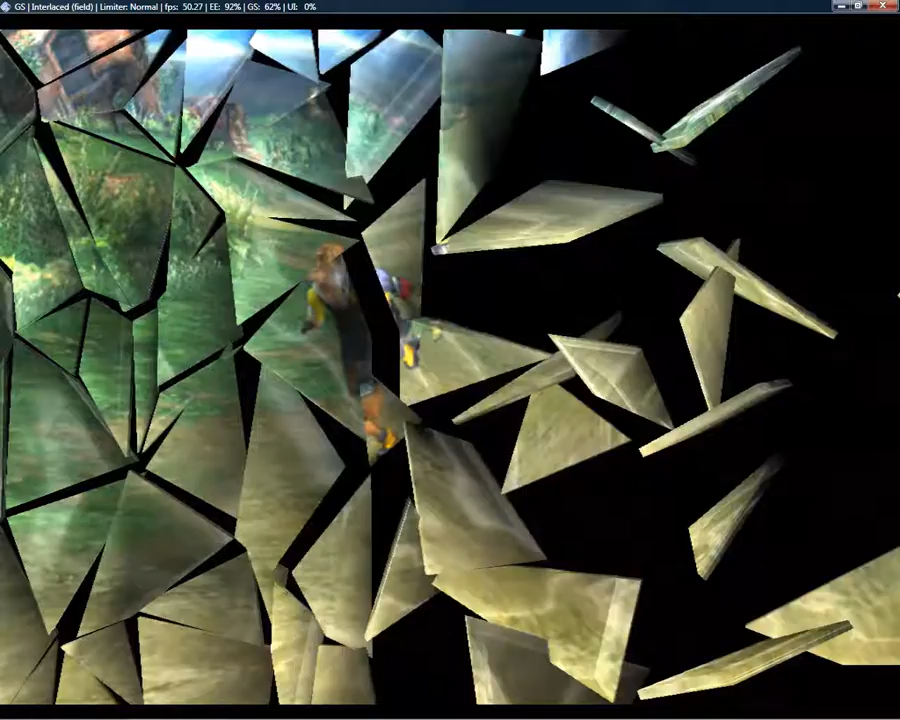 GS | Interlaced (field) | Limiter: Normal | fps: 50.27 | EE: 92% | GS: 62% | UI: 0%